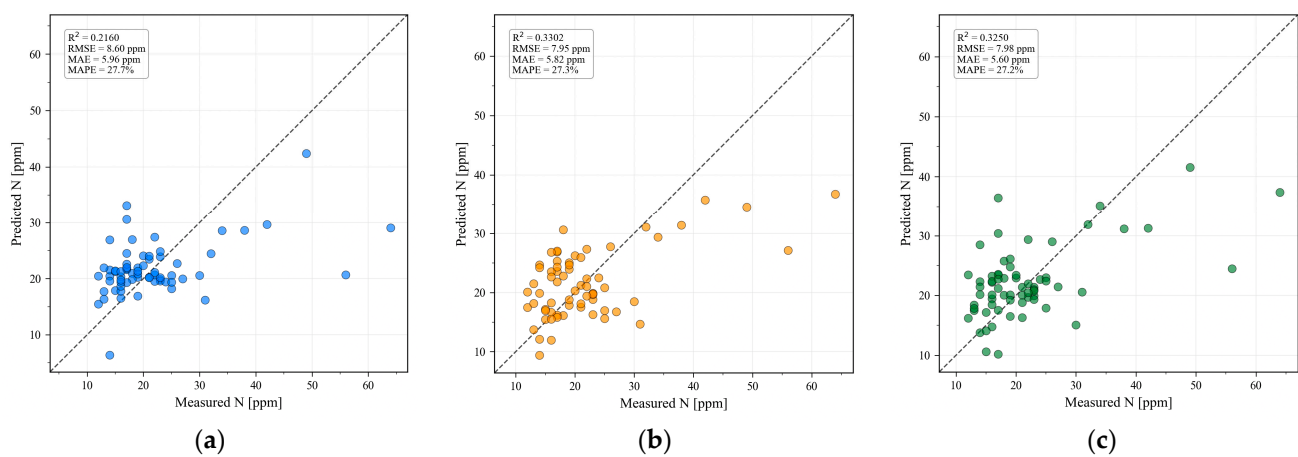 R² = 0.2160
RMSE = 8.60 ppm
MAE = 5.96 ppm
MAPE = 27.7%
60
50
40
30
20
10
Predicted N [ppm]
10 20 30 40 50 60
Measured N [ppm]
(a)
R² = 0.3302
RMSE = 7.95 ppm
MAE = 5.82 ppm
MAPE = 27.3%
60
50
40
30
20
10
Predicted N [ppm]
10 20 30 40 50 60
Measured N [ppm]
(b)
R² = 0.3250
RMSE = 7.98 ppm
MAE = 5.60 ppm
MAPE = 27.2%
60
50
40
30
20
10
Predicted N [ppm]
10 20 30 40 50 60
Measured N [ppm]
(c)